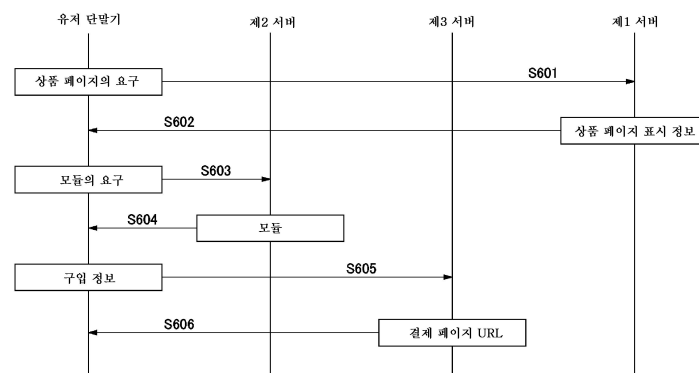 유저 단말기
제2 서버
제3 서버
제1 서버
상품 페이지의 요구
S601
S602
상품 페이지 표시 정보
모듈의 요구
S603
S604
모듈
구입 정보
S605
S606
결제 페이지 URL